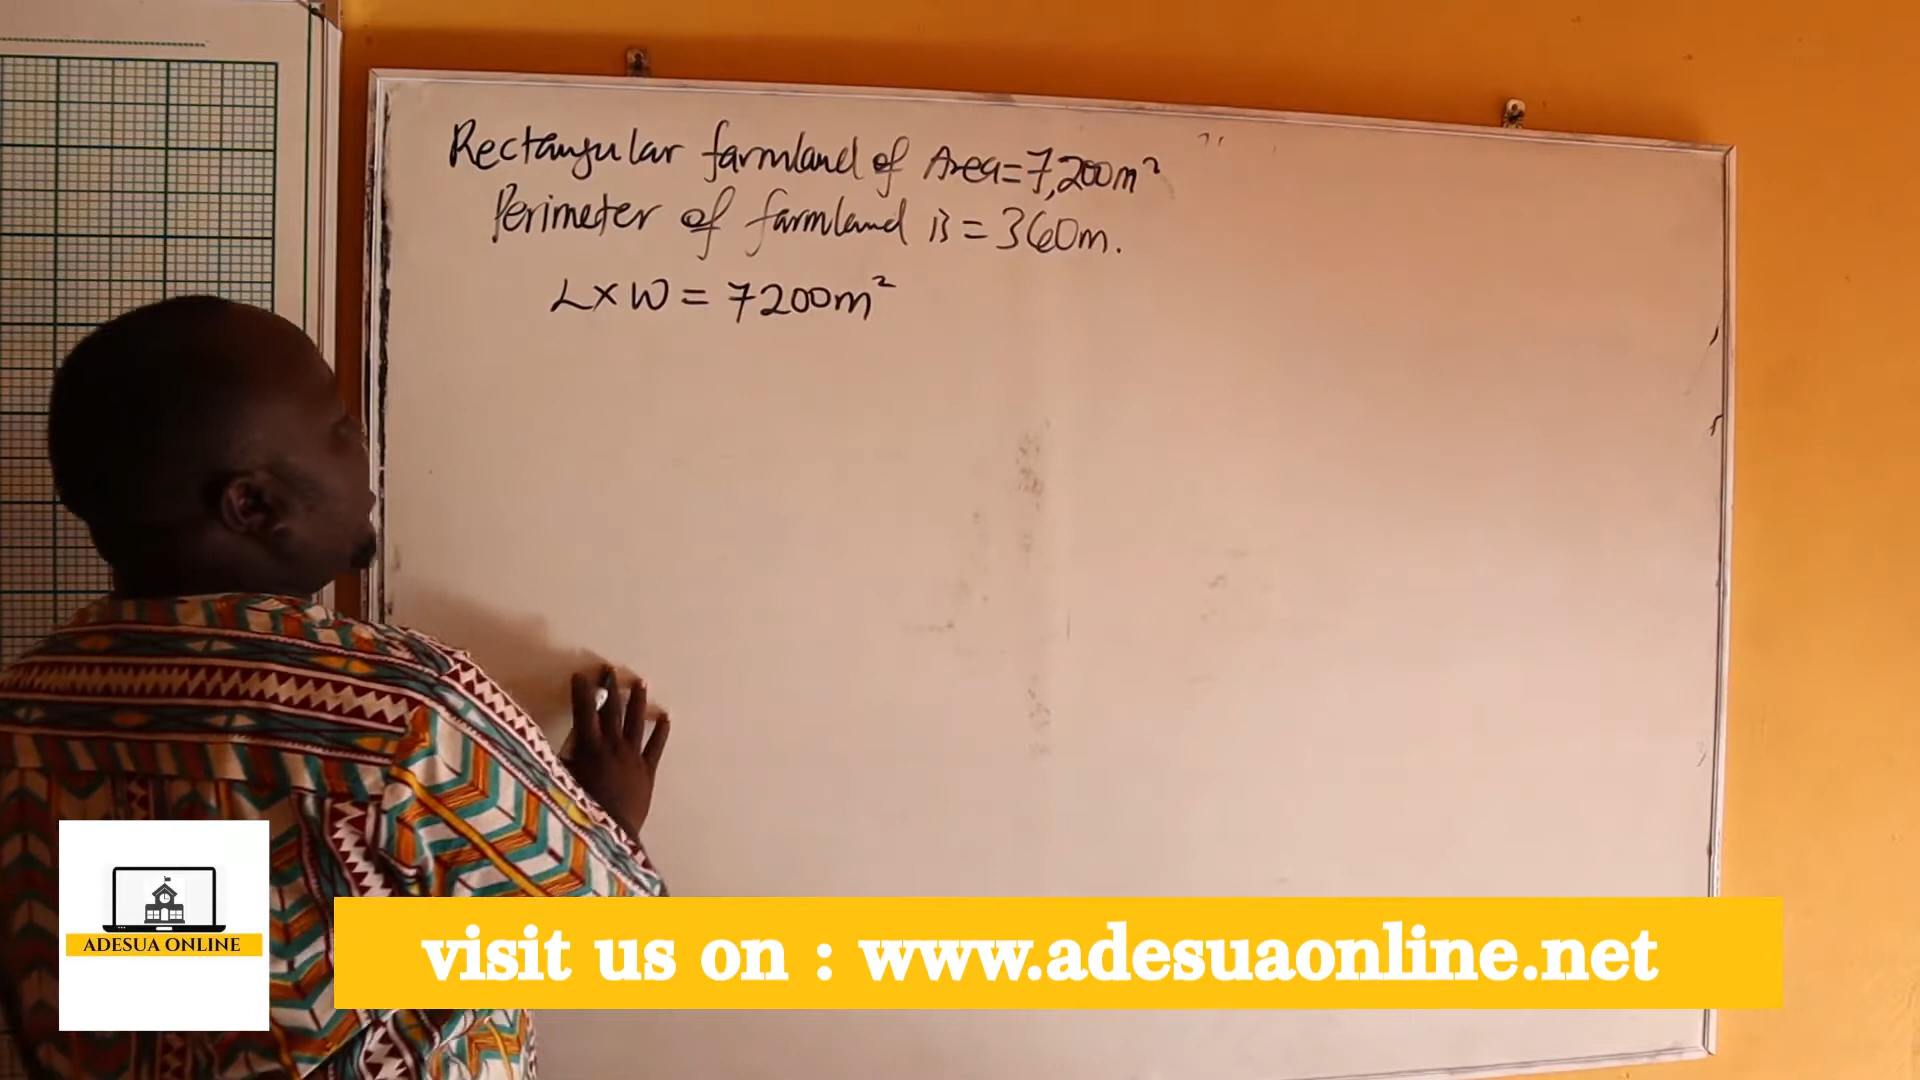 Rectangular farmland of Area=7,200m²
Perimeter of farmland B = 360m.
L×W = 7200m²
ADESUA ONLINE
visit us on : www.adesuaonline.net